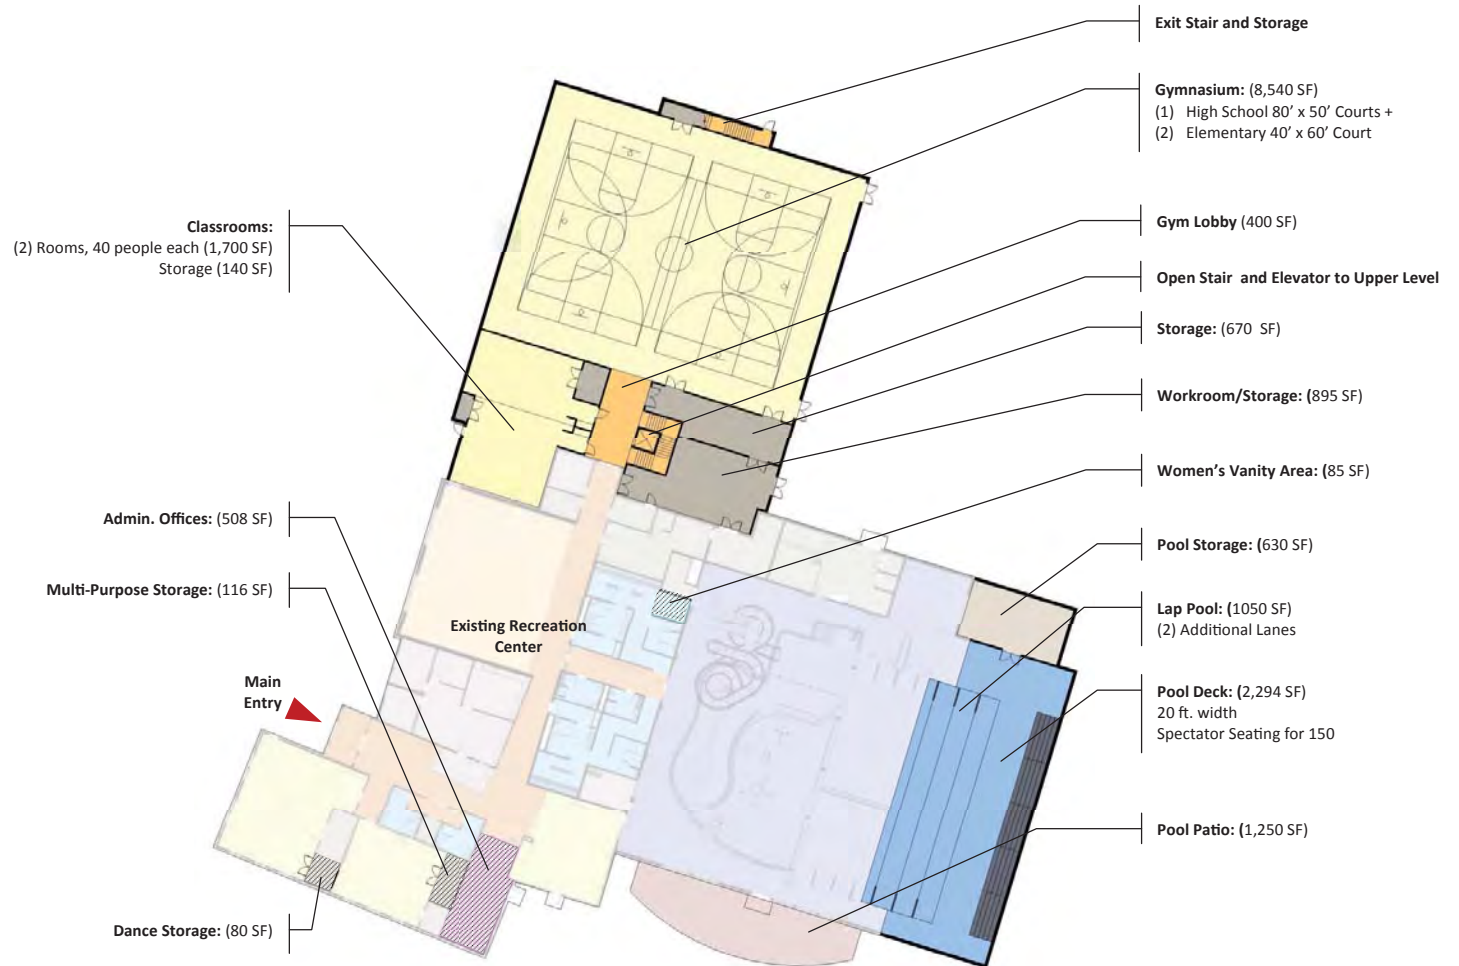 Exit Stair and Storage
Gymnasium: (8,540 SF)
(1) High School 80’ x 50’ Courts +
(2) Elementary 40’ x 60’ Court
Gym Lobby (400 SF)
Open Stair and Elevator to Upper Level
Storage: (670 SF)
Workroom/Storage: (895 SF)
Women’s Vanity Area: (85 SF)
Pool Storage: (630 SF)
Lap Pool: (1050 SF)
(2) Additional Lanes
Pool Deck: (2,294 SF)
20 ft. width
Spectator Seating for 150
Pool Patio: (1,250 SF)
Classrooms:
(2) Rooms, 40 people each (1,700 SF)
Storage (140 SF)
Admin. Offices: (508 SF)
Multi-Purpose Storage: (116 SF)
Existing Recreation
Center
Main
Entry
Dance Storage: (80 SF)